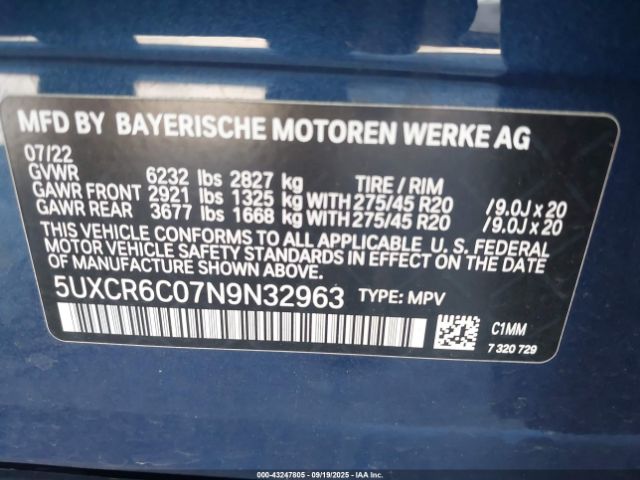 MFD BY BAYERISCHE MOTOREN WERKE AG
07/22
GVWR 6232 lbs 2827 kg TIRE / RIM
GAWR FRONT 2921 lbs 1325 kg WITH 275/45 R20 /9.0J x 20
GAWR REAR 3677 lbs 1668 kg WITH 275/45 R20 /9.0J x 20
THIS VEHICLE CONFORMS TO ALL APPLICABLE U.S. FEDERAL
MOTOR VEHICLE SAFETY STANDARDS IN EFFECT ON THE DATE
OF MANUFACTURE SHOWN ABOVE.
5UXCR6C07N9N32963 TYPE: MPV
C1MM
7 320 729
© IAA - 43247805 - 09/19/2025 - IAAI.COM